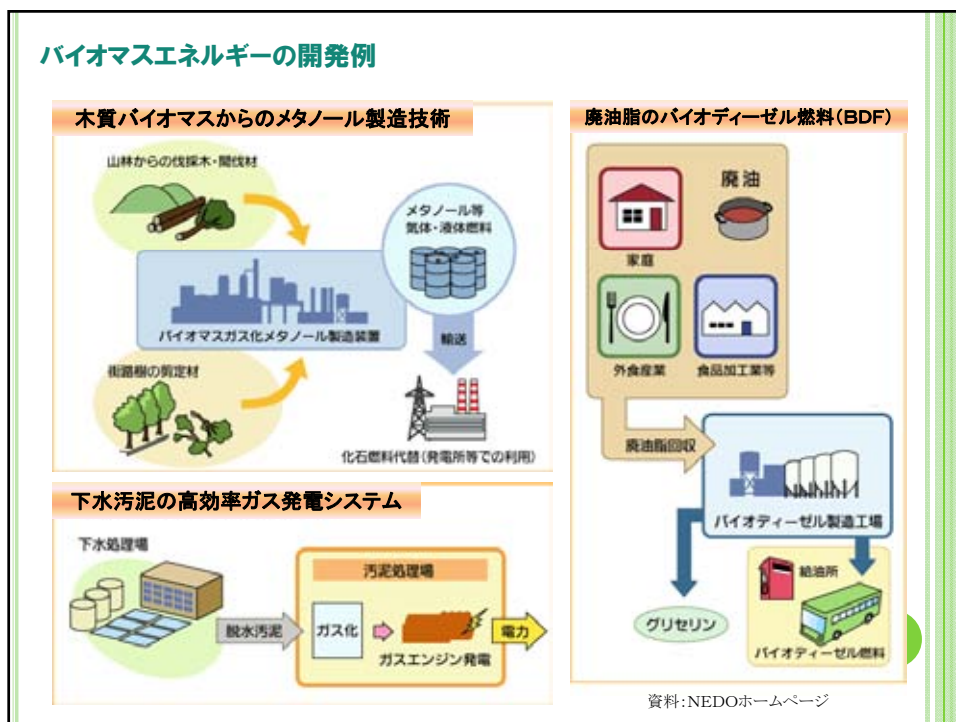 バイオマスエネルギーの開発例
木質バイオマスからのメタノール製造技術
山林からの伐採木・間伐材
メタノール等
気体・液体燃料
バイオマスガス化メタノール製造装置
輸送
街路樹の剪定材
化石燃料代替(発電所等での利用)
下水汚泥の高効率ガス発電システム
下水処理場
汚泥処理場
脱水汚泥
ガス化
ガスエンジン発電
電力
廃油脂のバイオディーゼル燃料(BDF)
廃油
家庭
外食産業
食品加工業等
廃油脂回収
バイオディーゼル製造工場
給油所
グリセリン
バイオディーゼル燃料
資料:NEDOホームページ